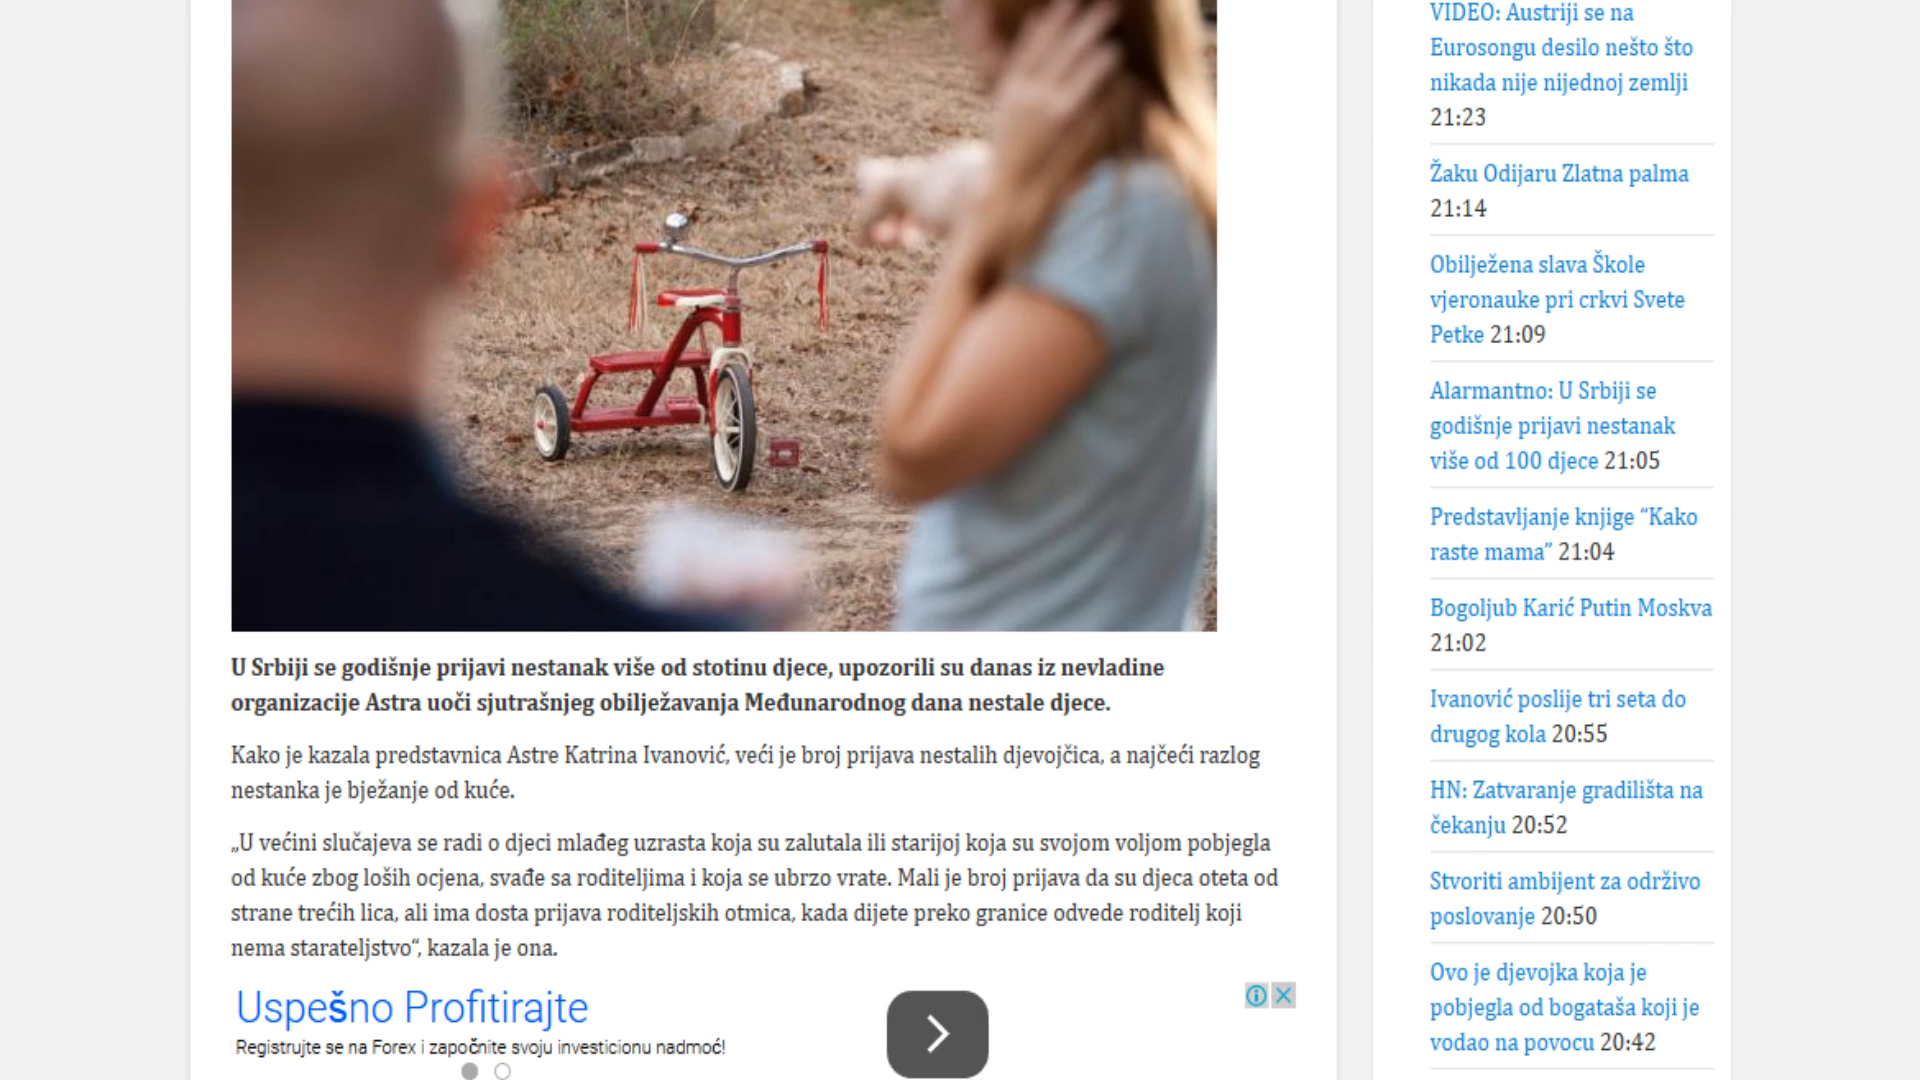 U Srbiji se godišnje prijavi nestanak više od stotinu djece, upozorili su danas iz nevladine
organizacije Astra uoči sjutrašnjeg obilježavanja Međunarodnog dana nestale djece.
Kako je kazala predstavnica Astre Katrina Ivanović, veći je broj prijava nestalih djevojčica, a najčeći razlog
nestanka je bježanje od kuće.
„U većini slučajeva se radi o djeci mlađeg uzrasta koja su zalutala ili starijoj koja su svojom voljom pobjegla
od kuće zbog loših ocjena, svađe sa roditeljima i koja se ubrzo vrate. Mali je broj prijava da su djeca oteta od
strane trećih lica, ali ima dosta prijava roditeljskih otmica, kada dijete preko granice odvede roditelj koji
nema starateljstvo“, kazala je ona.
Uspešno Profitirajte
Registrujte se na Forex i započnite svoju investicionu nadmoć!
VIDEO: Austriji se na
Eurosongu desilo nešto što
nikada nije nijednoj zemlji
21:23
Žaku Odijaru Zlatna palma
21:14
Obilježena slava Škole
vjeronauke pri crkvi Svete
Petke 21:09
Alarmantno: U Srbiji se
godišnje prijavi nestanak
više od 100 djece 21:05
Predstavljanje knjige “Kako
raste mama” 21:04
Bogoljub Karić Putin Moskva
21:02
Ivanović poslije tri seta do
drugog kola 20:55
HN: Zatvaranje gradilišta na
čekanju 20:52
Stvoriti ambijent za održivo
poslovanje 20:50
Ovo je djevojka koja je
pobjegla od bogataša koji je
vodao na povocu 20:42